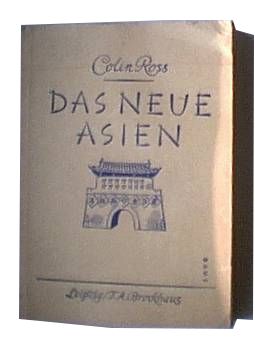 Colin Ross
DAS NEUE
ASIEN
Leipzig/F.A. Brockhaus